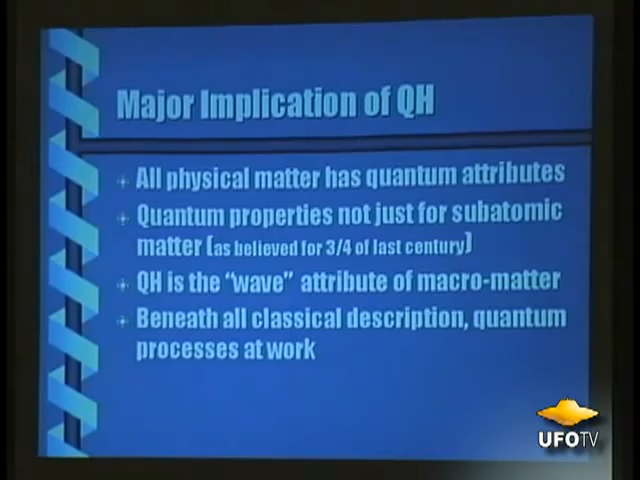 Major Implication of QH
All physical matter has quantum attributes
Quantum properties not just for subatomic
matter (as believed for 3/4 of last century)
QH is the "wave" attribute of macro-matter
Beneath all classical description, quantum
processes at work
UFOTV